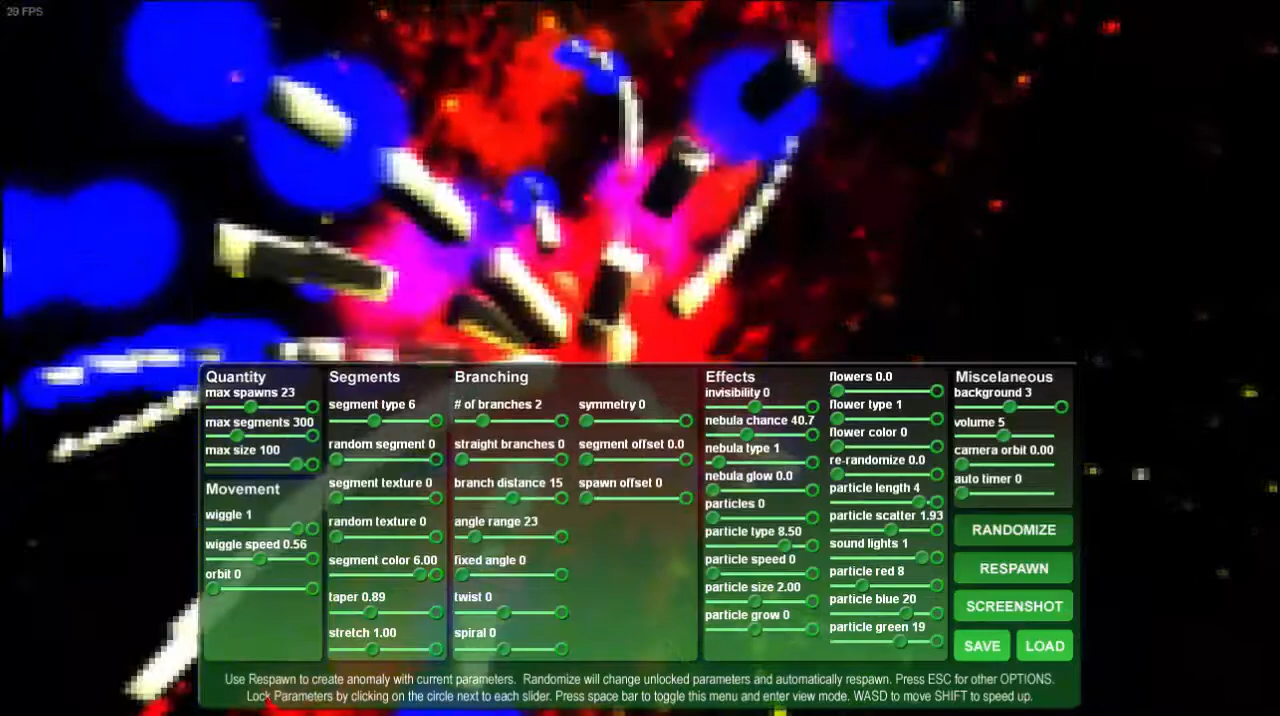 29 FPS
Quantity
max spawns 23
max segments 300
max size 100
Movement
wiggle 1
wiggle speed 0.56
orbit 0
Segments
segment type 6
random segment 0
segment texture 0
random texture 0
segment color 6.00
taper 0.89
stretch 1.00
Branching
# of branches 2
straight branches 0
branch distance 15
angle range 23
fixed angle 0
twist 0
spiral 0
symmetry 0
segment offset 0.0
spawn offset 0
Effects
invisibility 0
nebula chance 40.7
nebula type 1
nebula glow 0.0
particles 0
particle type 8.50
particle speed 0
particle size 2.00
particle grow 0
flowers 0.0
flower type 1
flower color 0
re-randomize 0.0
particle length 4
particle scatter 1.93
sound lights 1
particle red 8
particle blue 20
particle green 19
Miscelaneous
background 3
volume 5
camera orbit 0.00
auto timer 0
RANDOMIZE
RESPAWN
SCREENSHOT
SAVE LOAD
Use Respawn to create anomaly with current parameters. Randomize will change unlocked parameters and automatically respawn. Press ESC for other OPTIONS.
Lock Parameters by clicking on the circle next to each slider. Press space bar to toggle this menu and enter view mode. WASD to move SHIFT to speed up.